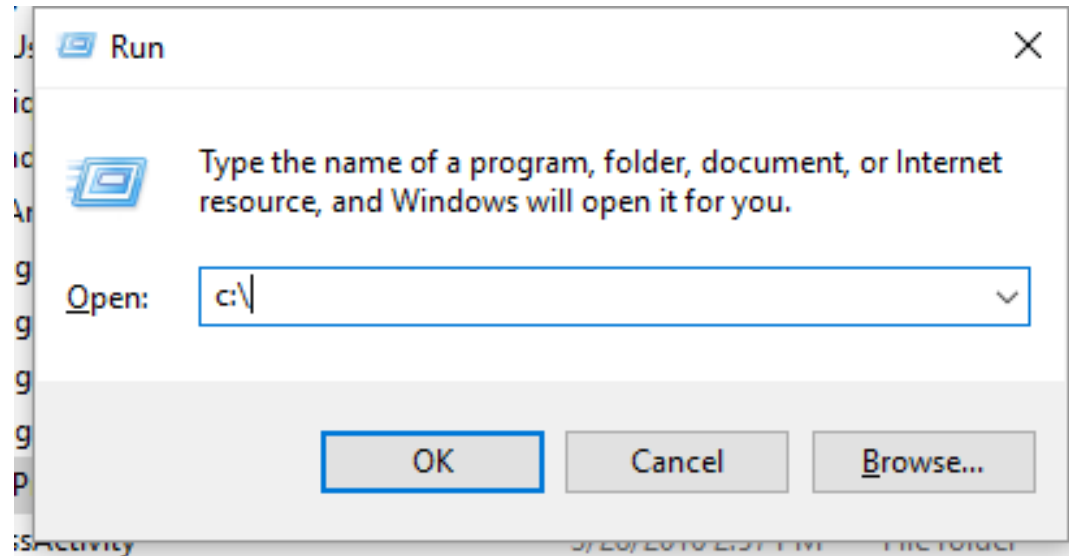 Run
Type the name of a program, folder, document, or Internet
resource, and Windows will open it for you.
Open: c:\
OK Cancel Browse...